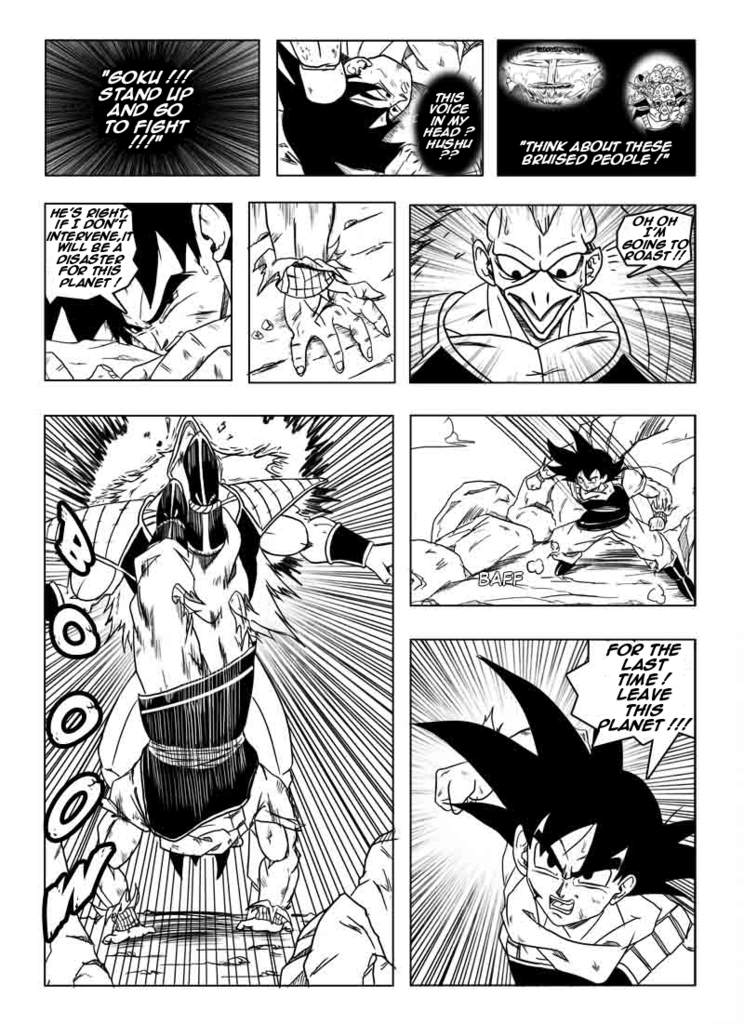 "GOKU !!!
STAND UP
AND GO
TO FIGHT
!!!"
THIS
VOICE
IN MY
HEAD ?
HUSHU
??
"THINK ABOUT THESE
BRUISED PEOPLE !"
HE'S RIGHT,
IF I DON'T
INTERVENE,IT
WILL BE A
DISASTER
FOR THIS
PLANET !
OH OH
I'M
GOING TO
ROAST !!
BOOOM
BAFF
FOR THE
LAST
TIME !
LEAVE
THIS
PLANET !!!